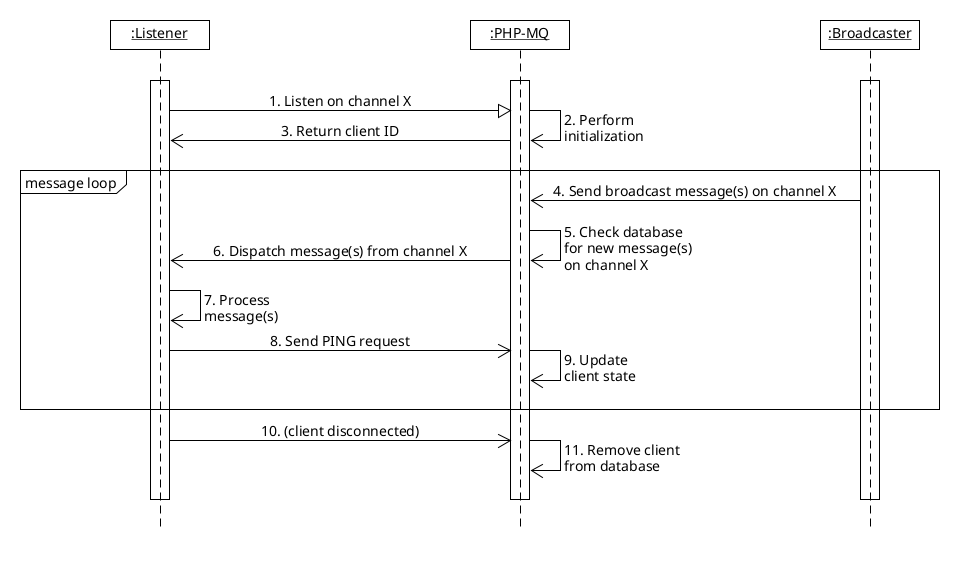 :Listener
:PHP-MQ
:Broadcaster
1. Listen on channel X
2. Perform
initialization
3. Return client ID
message loop
4. Send broadcast message(s) on channel X
5. Check database
for new message(s)
on channel X
6. Dispatch message(s) from channel X
7. Process
message(s)
8. Send PING request
9. Update
client state
10. (client disconnected)
11. Remove client
from database